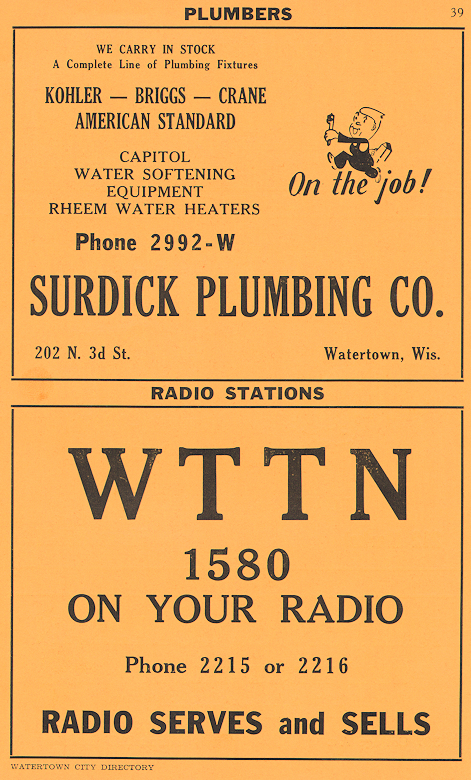 PLUMBERS
39
WE CARRY IN STOCK
A Complete Line of Plumbing Fixtures
KOHLER — BRIGGS — CRANE
AMERICAN STANDARD
CAPITOL
WATER SOFTENING
EQUIPMENT
RHEEM WATER HEATERS
On the job!
Phone 2992-W
SURDICK PLUMBING CO.
202 N. 3d St.
Watertown, Wis.
RADIO STATIONS
WTTN
1580
ON YOUR RADIO
Phone 2215 or 2216
RADIO SERVES and SELLS
WATERTOWN CITY DIRECTORY